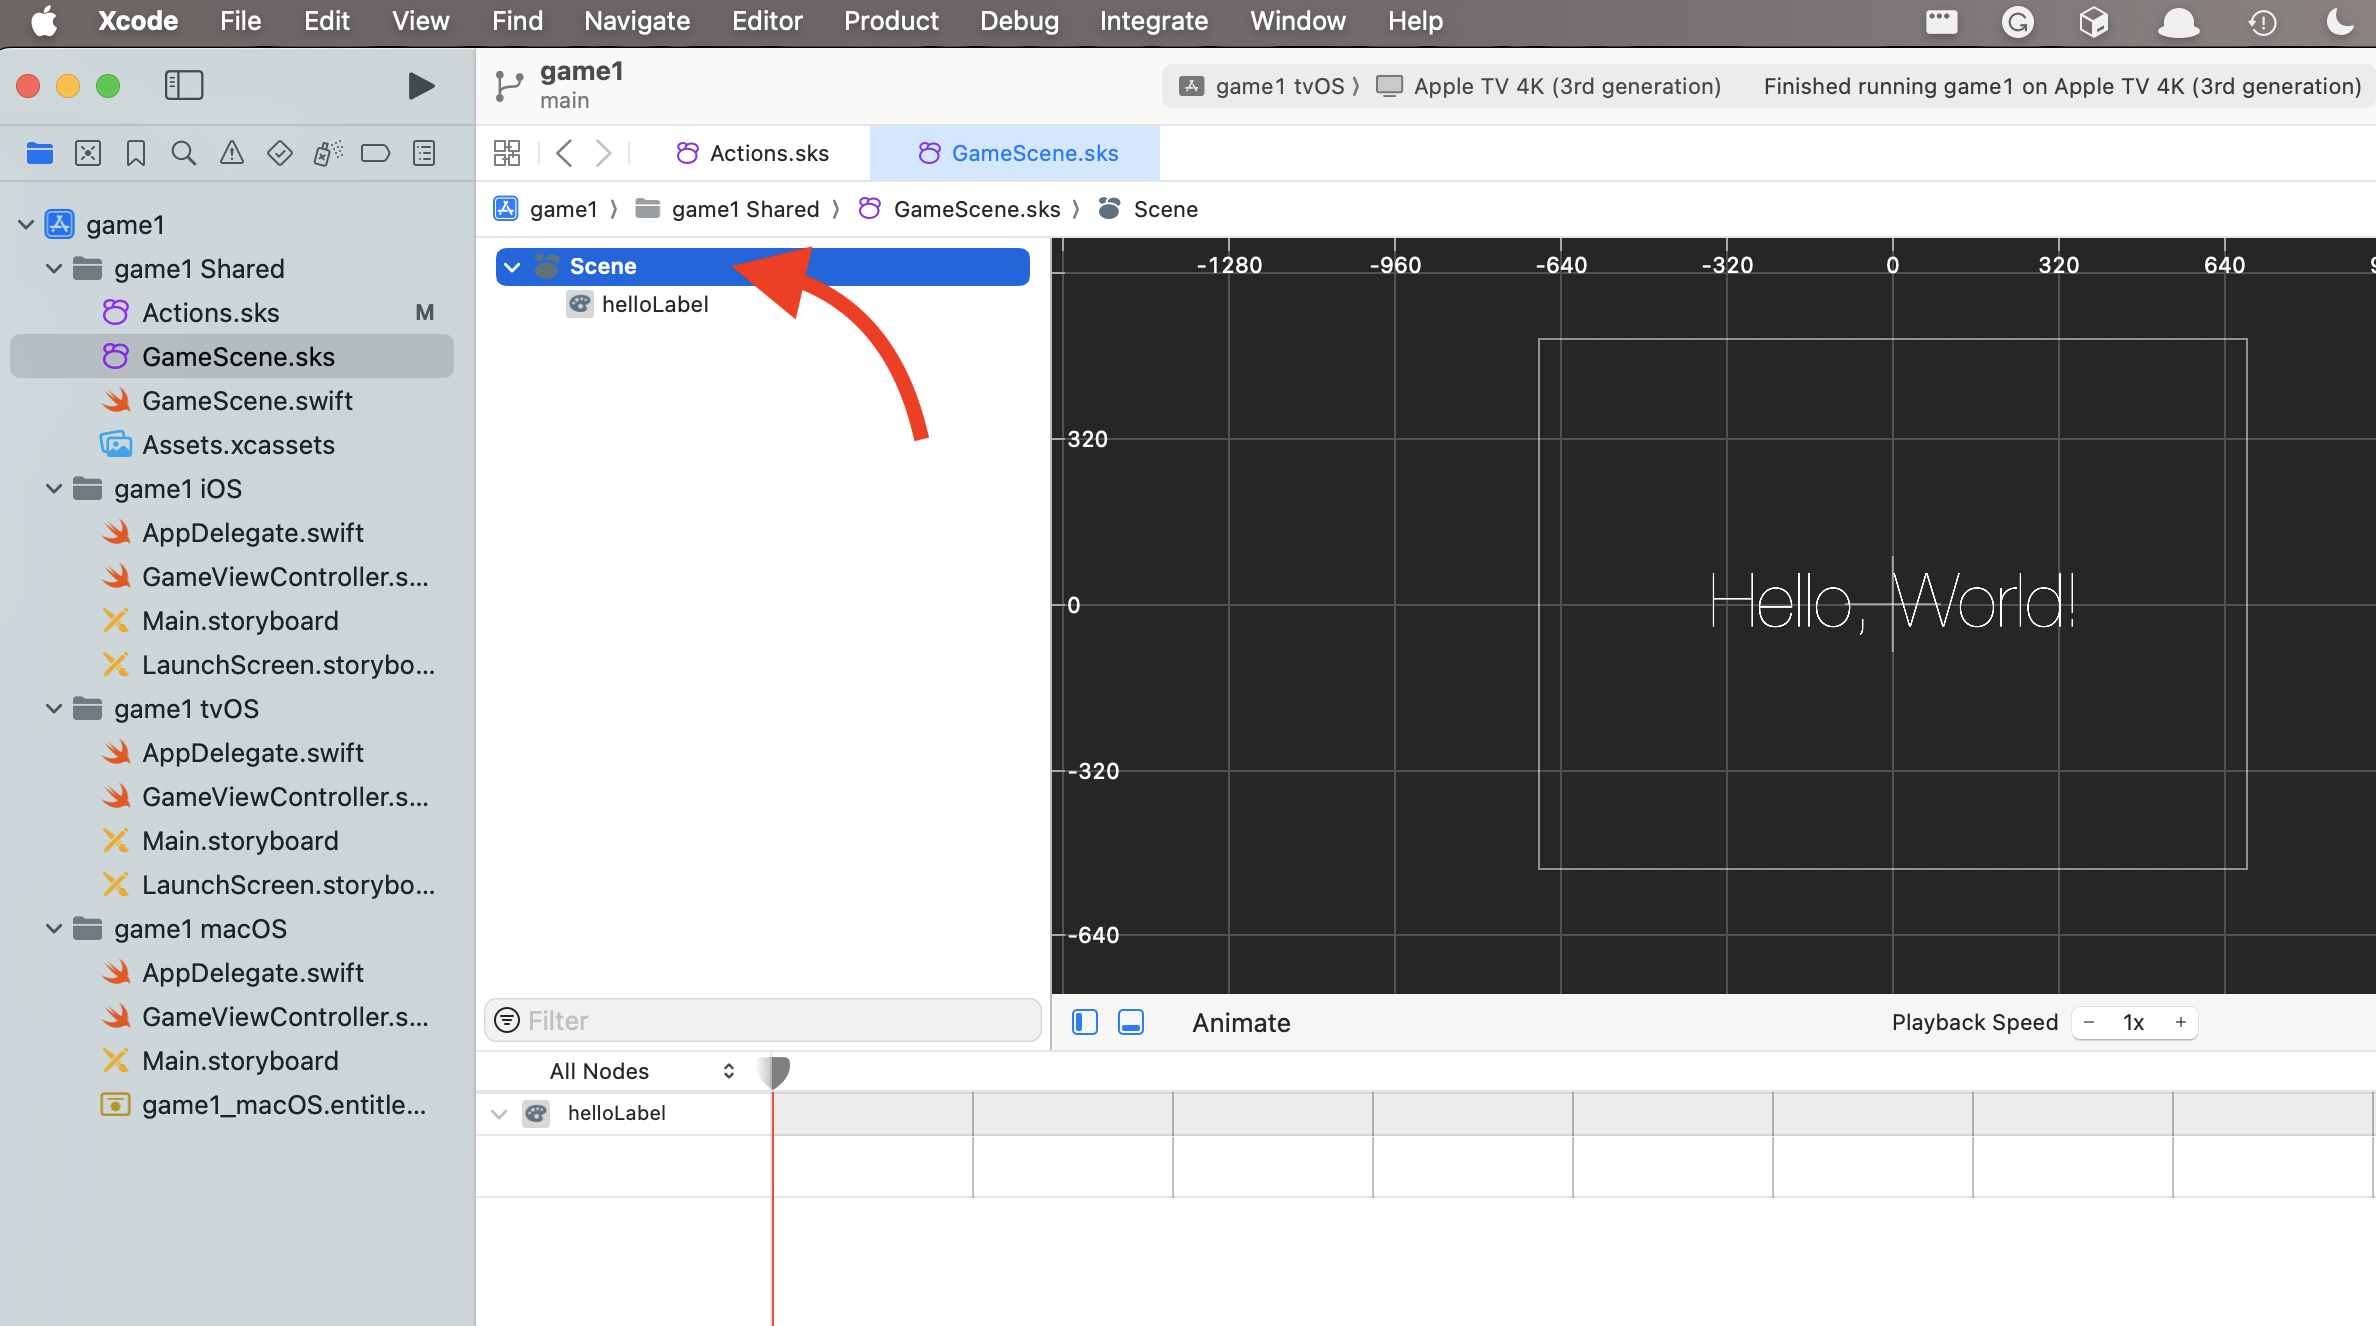 Xcode File Edit View Find Navigate Editor Product Debug Integrate Window Help
game1
main
game1 tvOS Apple TV 4K (3rd generation) Finished running game1 on Apple TV 4K (3rd generation)
Actions.sks GameScene.sks
game1 game1 Shared GameScene.sks Scene
game1
game1 Shared
Actions.sks M
GameScene.sks
GameScene.swift
Assets.xcassets
game1 iOS
AppDelegate.swift
GameViewController.s...
Main.storyboard
LaunchScreen.storybo...
game1 tvOS
AppDelegate.swift
GameViewController.s...
Main.storyboard
LaunchScreen.storybo...
game1 macOS
AppDelegate.swift
GameViewController.s...
Main.storyboard
game1_macOS.entitle...
Scene
helloLabel
Filter
-1280 -960 -640 -320 0 320 640
320
0
-320
-640
Hello, World!
Animate Playback Speed - 1x +
All Nodes
helloLabel